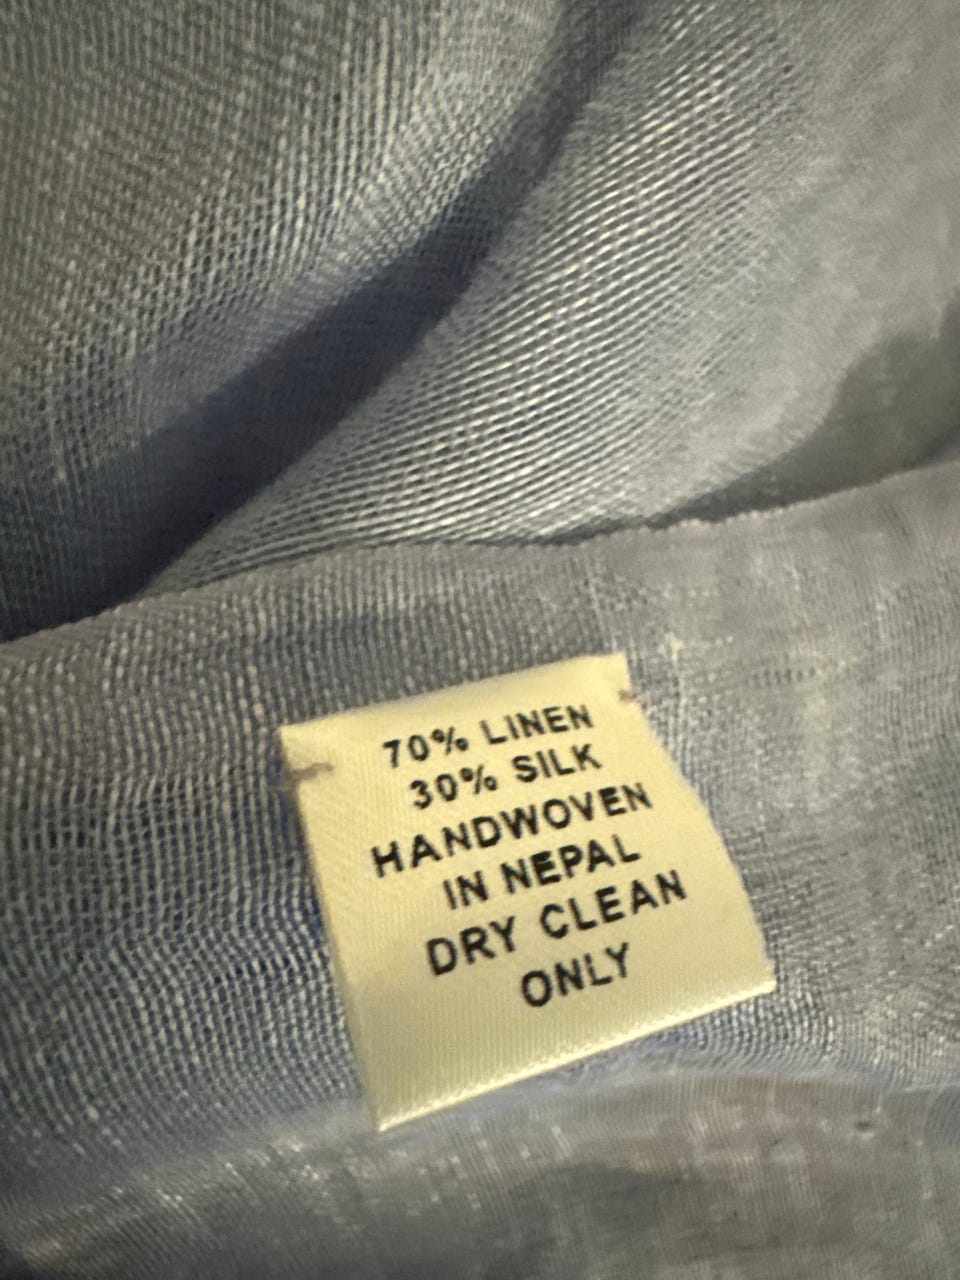 70% LINEN
30% SILK
HANDWOVEN
IN NEPAL
DRY CLEAN
ONLY